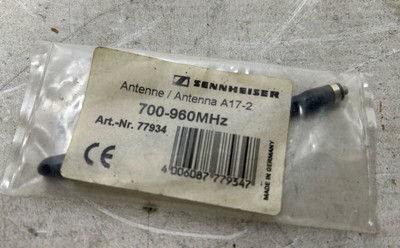 SENNHEISER
Antenne / Antenna A17-2
700-960MHz
Art.-Nr. 77934
CE
4 006087 779347
MADE IN GERMANY